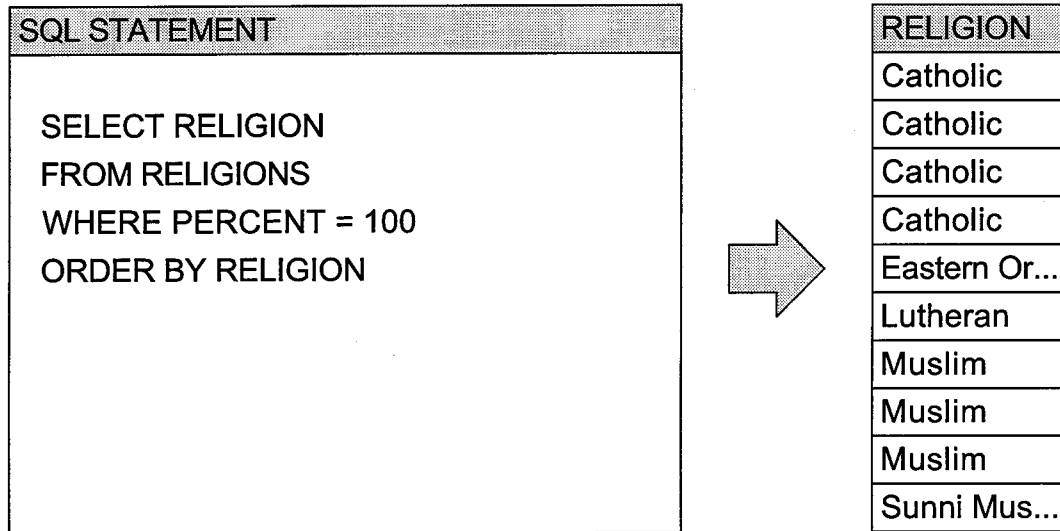 SQL STATEMENT
SELECT RELIGION
FROM RELIGIONS
WHERE PERCENT = 100
ORDER BY RELIGION
RELIGION
Catholic
Catholic
Catholic
Catholic
Eastern Or...
Lutheran
Muslim
Muslim
Muslim
Sunni Mus...